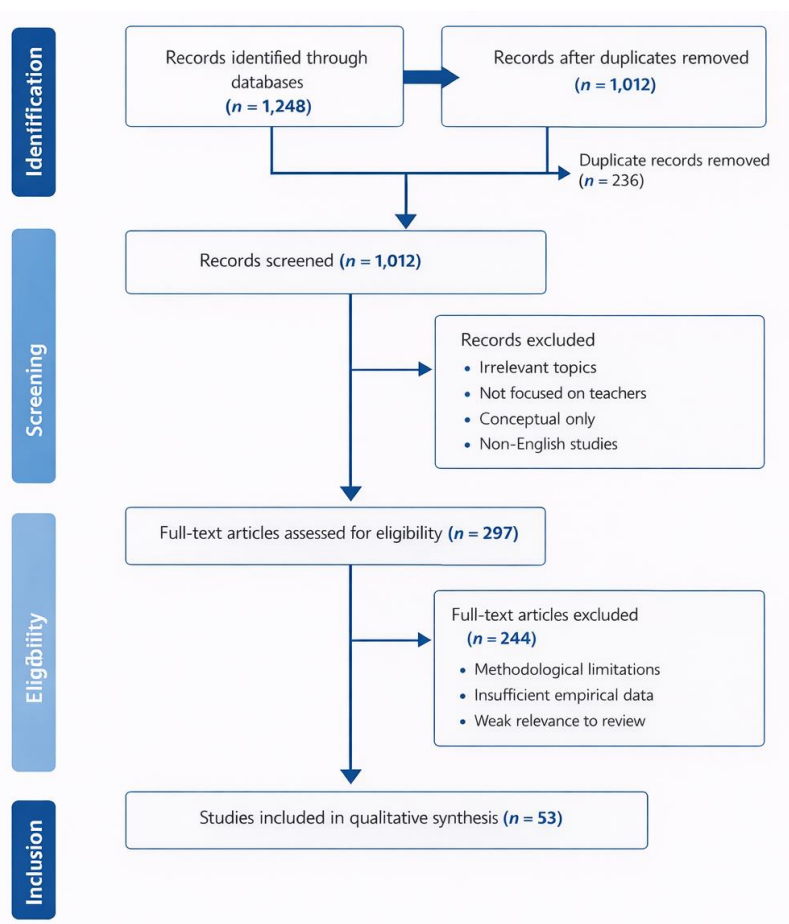 Identification
Records identified through
databases
(n = 1,248)
Records after duplicates removed
(n = 1,012)
Duplicate records removed
(n = 236)
Screening
Records screened (n = 1,012)
Records excluded
• Irrelevant topics
• Not focused on teachers
• Conceptual only
• Non-English studies
Full-text articles assessed for eligibility (n = 297)
Full-text articles excluded
(n = 244)
• Methodological limitations
• Insufficient empirical data
• Weak relevance to review
Inclusion
Studies included in qualitative synthesis (n = 53)